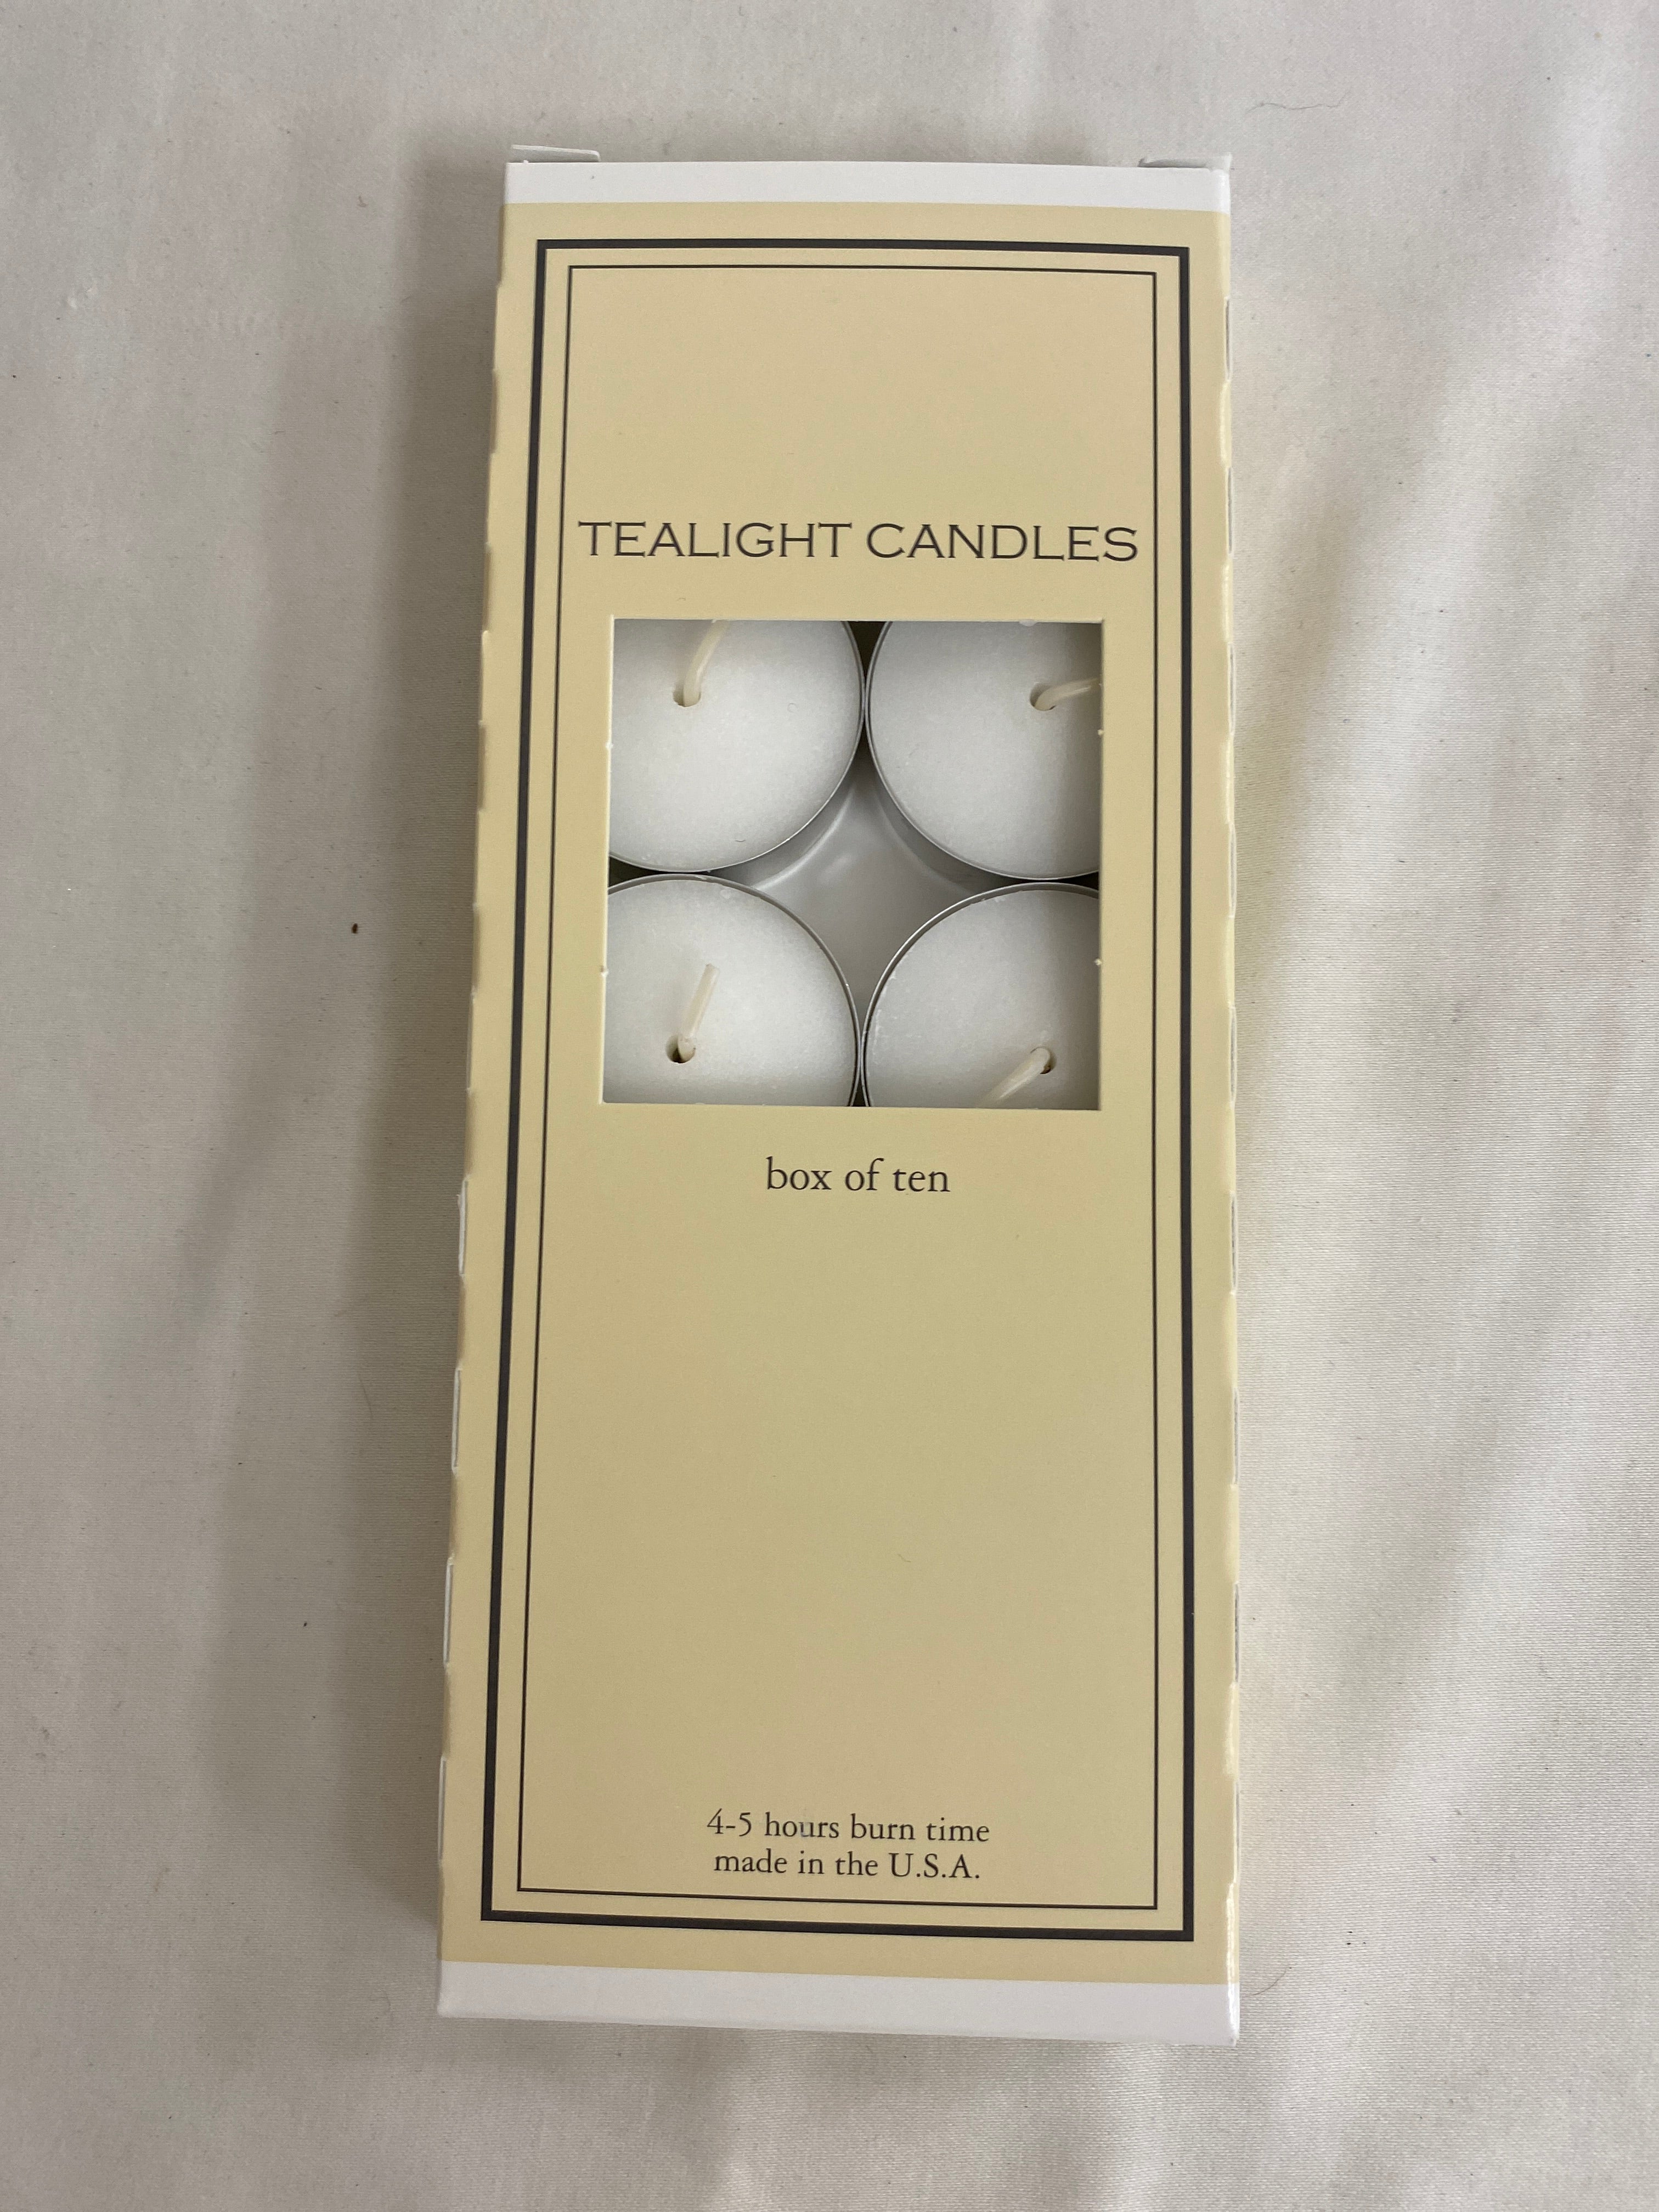 TEALIGHT CANDLES
box of ten
4-5 hours burn time
made in the U.S.A.